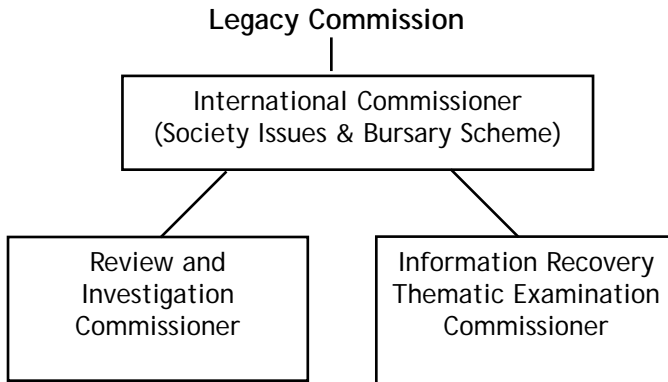 Legacy Commission
International Commissioner
(Society Issues & Bursary Scheme)
Review and
Investigation
Commissioner
Information Recovery
Thematic Examination
Commissioner